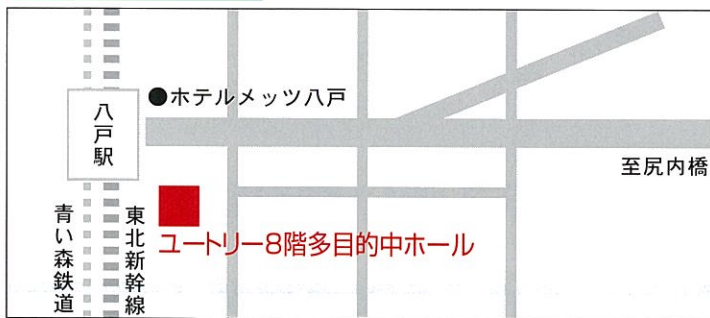 ●ホテルメッツ八戸
八戸駅
至尻内橋
青い森鉄道
東北新幹線
ユートリー8階多目的中ホール